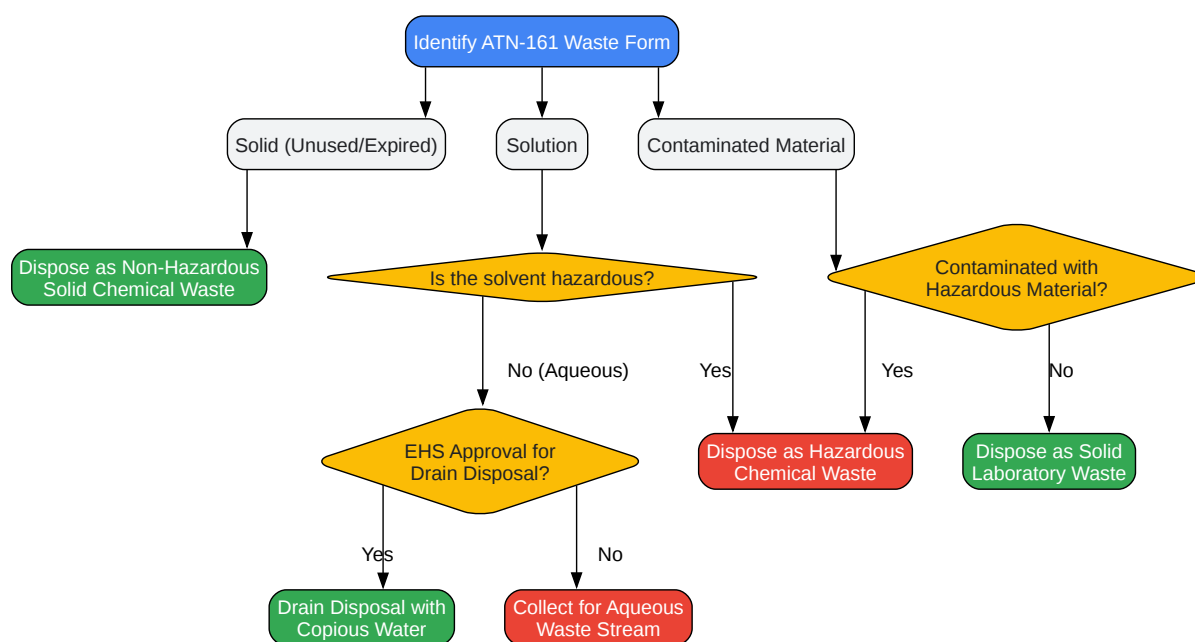 Identify ATN-161 Waste Form
Solid (Unused/Expired)
Solution
Contaminated Material
Dispose as Non-Hazardous
Solid Chemical Waste
Is the solvent hazardous?
Contaminated with
Hazardous Material?
No (Aqueous)
Yes
Yes
No
EHS Approval for
Drain Disposal?
Dispose as Hazardous
Chemical Waste
Dispose as Solid
Laboratory Waste
Yes
No
Drain Disposal with
Copious Water
Collect for Aqueous
Waste Stream